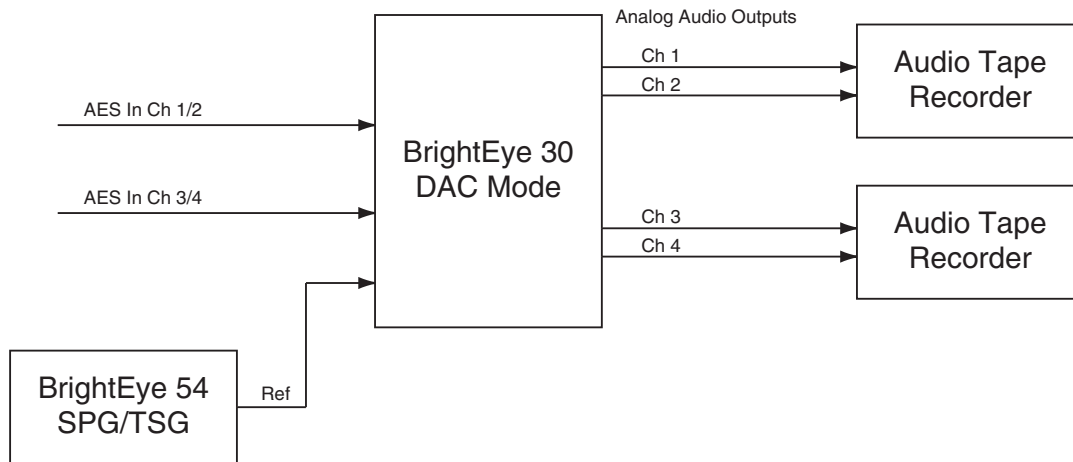 Analog Audio Outputs
Ch 1
Ch 2
Audio Tape
Recorder
AES In Ch 1/2
BrightEye 30
DAC Mode
AES In Ch 3/4
Ch 3
Ch 4
Audio Tape
Recorder
BrightEye 54
SPG/TSG
Ref